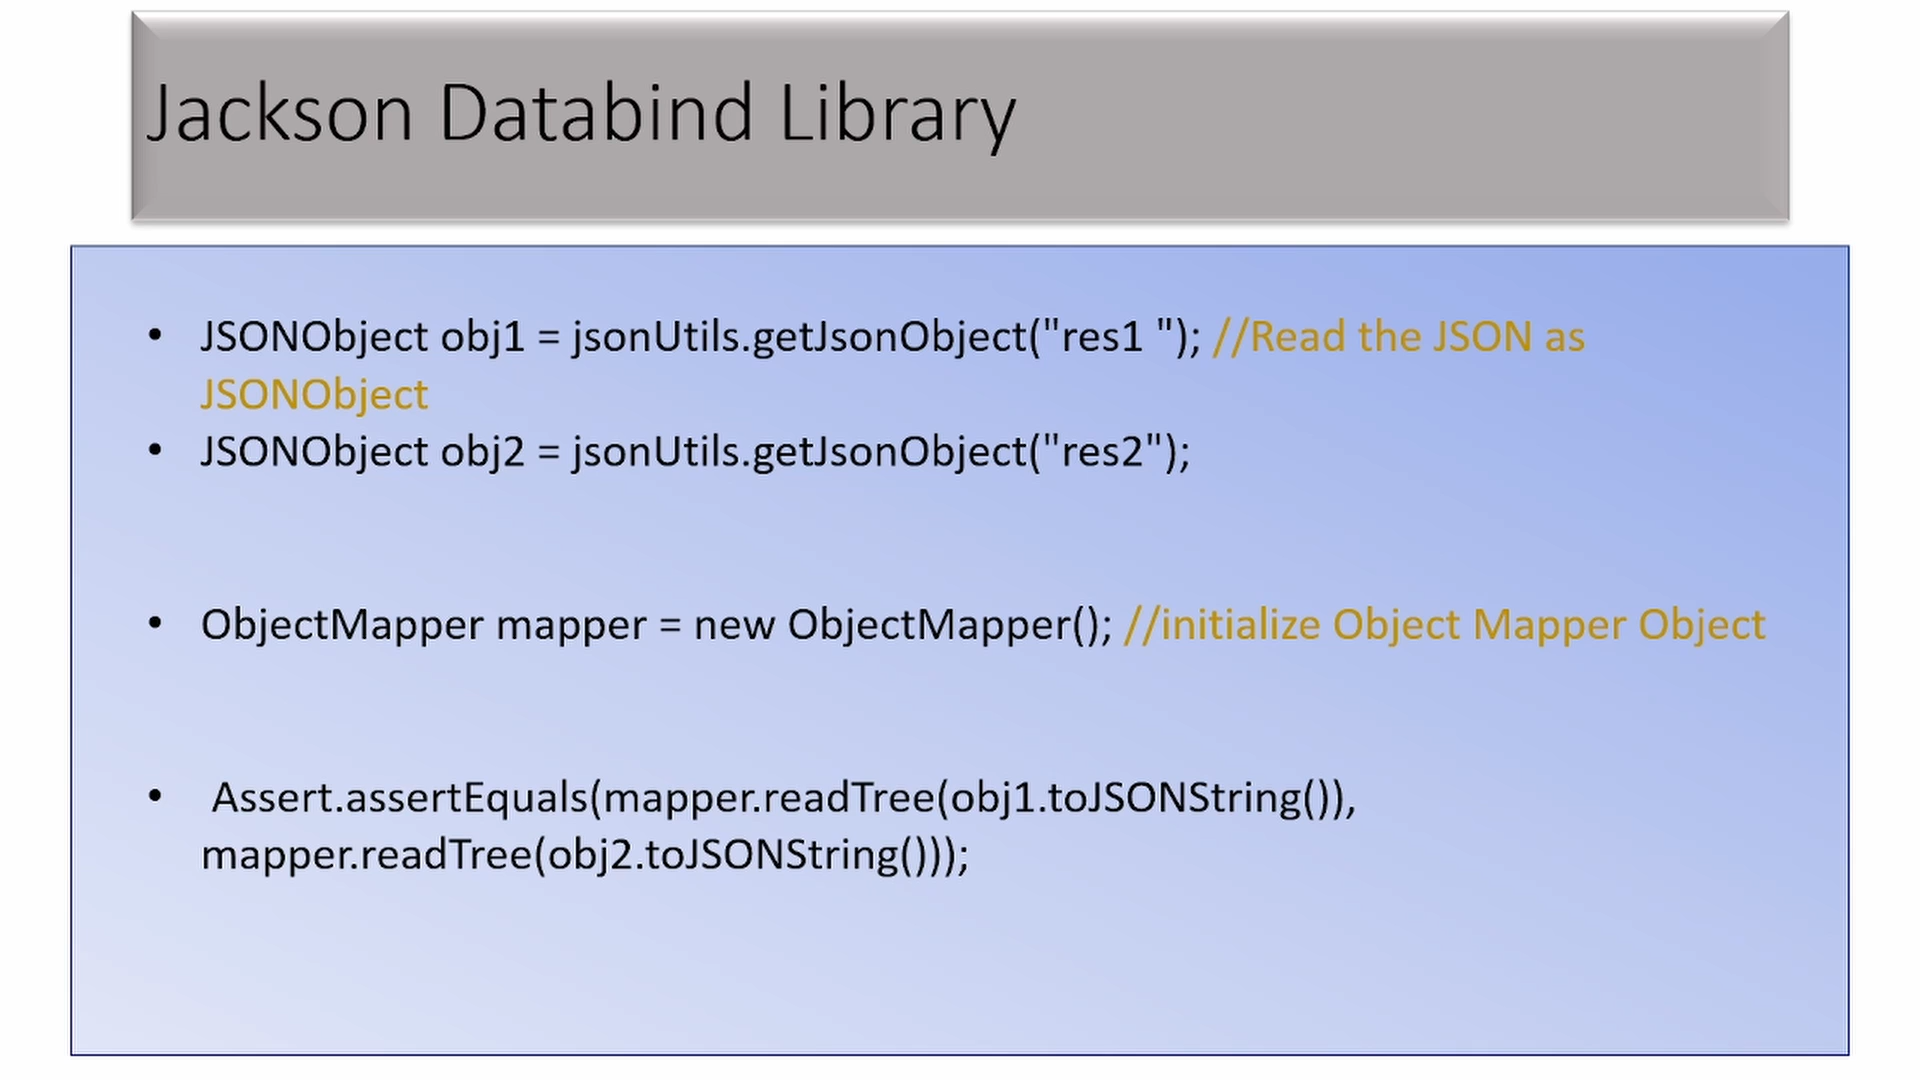 Jackson Databind Library
• JSONObject obj1 = jsonUtils.getJsonObject("res1 "); //Read the JSON as
JSONObject
• JSONObject obj2 = jsonUtils.getJsonObject("res2");
• ObjectMapper mapper = new ObjectMapper(); //initialize Object Mapper Object
• Assert.assertEquals(mapper.readTree(obj1.toJSONString()),
mapper.readTree(obj2.toJSONString()));